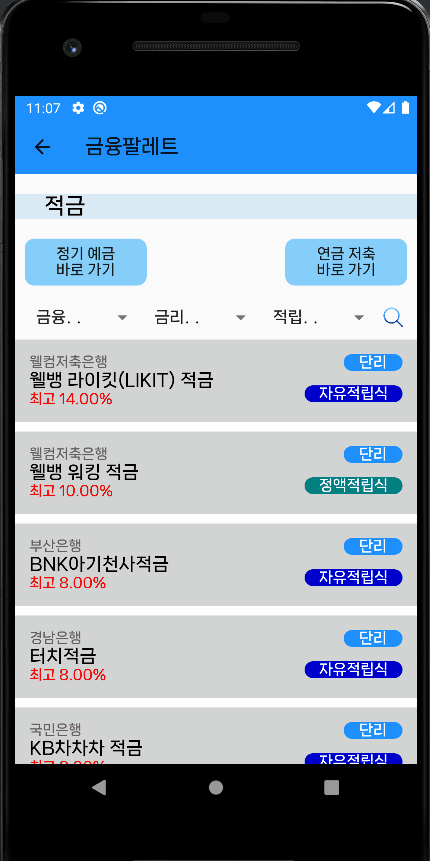 11:07
금융팔레트
적금
정기 예금
바로 가기
연금 저축
바로 가기
금융. .
금리. .
적립. .
웰컴저축은행
웰뱅 라이킷(LIKIT) 적금
최고 14.00%
단리
자유적립식
웰컴저축은행
웰뱅 워킹 적금
최고 10.00%
단리
정액적립식
부산은행
BNK아기천사적금
최고 8.00%
단리
자유적립식
경남은행
터치적금
최고 8.00%
단리
자유적립식
국민은행
KB차차차 적금
단리
자유적립식